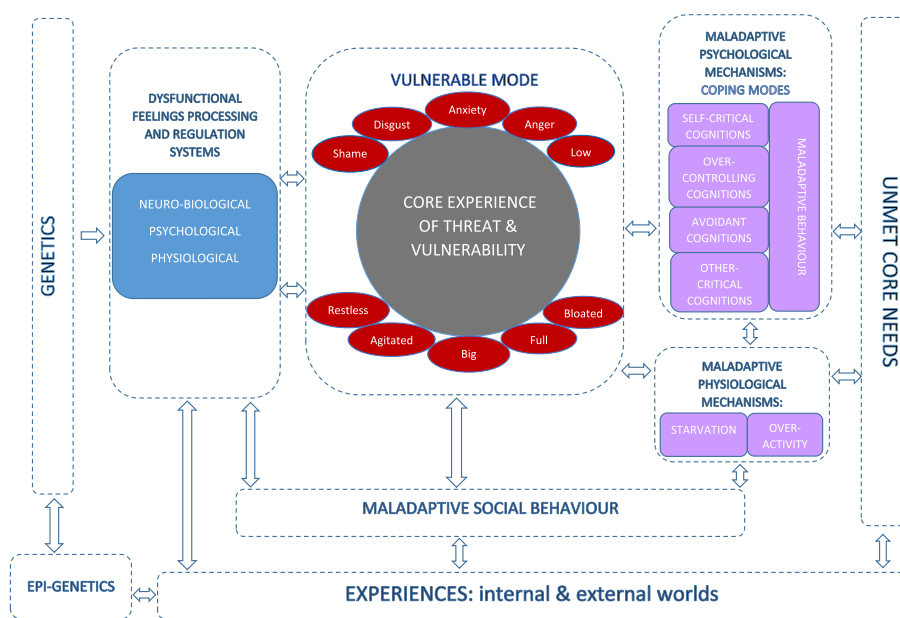 GENETICS
EPI-GENETICS
DYSFUNCTIONAL
FEELINGS PROCESSING
AND REGULATION
SYSTEMS
NEURO-BIOLOGICAL
PSYCHOLOGICAL
PHYSIOLOGICAL
VULNERABLE MODE
Shame
Disgust
Anxiety
Anger
Low
CORE EXPERIENCE
OF THREAT &
VULNERABILITY
Restless
Agitated
Big
Full
Bloated
MALADAPTIVE
PSYCHOLOGICAL
MECHANISMS:
COPING MODES
SELF-CRITICAL
COGNITIONS
OVER-
CONTROLLING
COGNITIONS
AVOIDANT
COGNITIONS
OTHER-
CRITICAL
COGNITIONS
MALADAPTIVE BEHAVIOUR
MALADAPTIVE
PHYSIOLOGICAL
MECHANISMS:
STARVATION
OVER-
ACTIVITY
UNMET CORE NEEDS
MALADAPTIVE SOCIAL BEHAVIOUR
EXPERIENCES: internal & external worlds